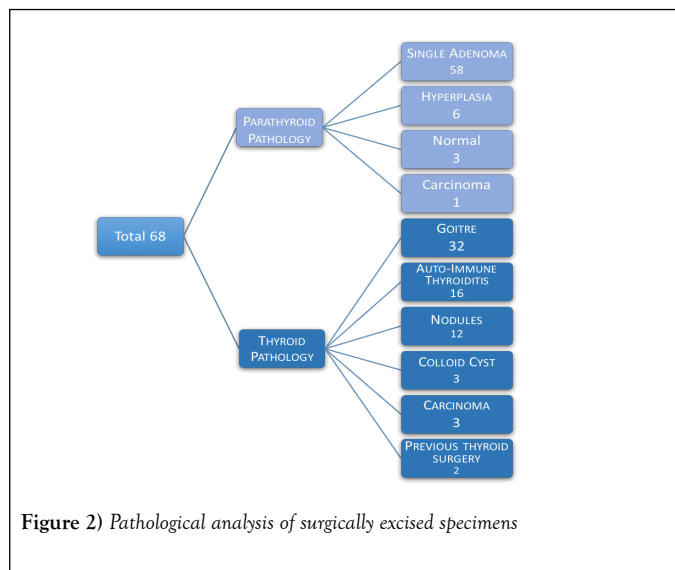 Total 68
PARATHYROID
PATHOLOGY
SINGLE ADENOMA
58
HYPERPLASIA
6
Normal
3
Carcinoma
1
THYROID
PATHOLOGY
GOITRE
32
AUTO-IMMUNE
THYROIDITIS
16
NODULES
12
COLLOID CYST
3
CARCINOMA
3
PREVIOUS THYROID
SURGERY
2
Figure 2) Pathological analysis of surgically excised specimens